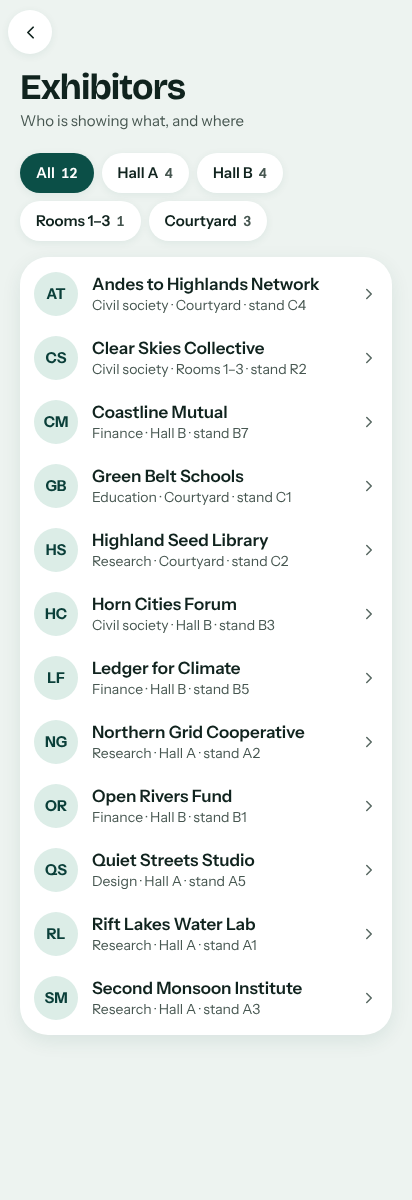 Exhibitors
Who is showing what, and where
All 12
Hall A 4
Hall B 4
Rooms 1–3 1
Courtyard 3
AT
Andes to Highlands Network
Civil society · Courtyard · stand C4
CS
Clear Skies Collective
Civil society · Rooms 1–3 · stand R2
CM
Coastline Mutual
Finance · Hall B · stand B7
GB
Green Belt Schools
Education · Courtyard · stand C1
HS
Highland Seed Library
Research · Courtyard · stand C2
HC
Horn Cities Forum
Civil society · Hall B · stand B3
LF
Ledger for Climate
Finance · Hall B · stand B5
NG
Northern Grid Cooperative
Research · Hall A · stand A2
OR
Open Rivers Fund
Finance · Hall B · stand B1
QS
Quiet Streets Studio
Design · Hall A · stand A5
RL
Rift Lakes Water Lab
Research · Hall A · stand A1
SM
Second Monsoon Institute
Research · Hall A · stand A3